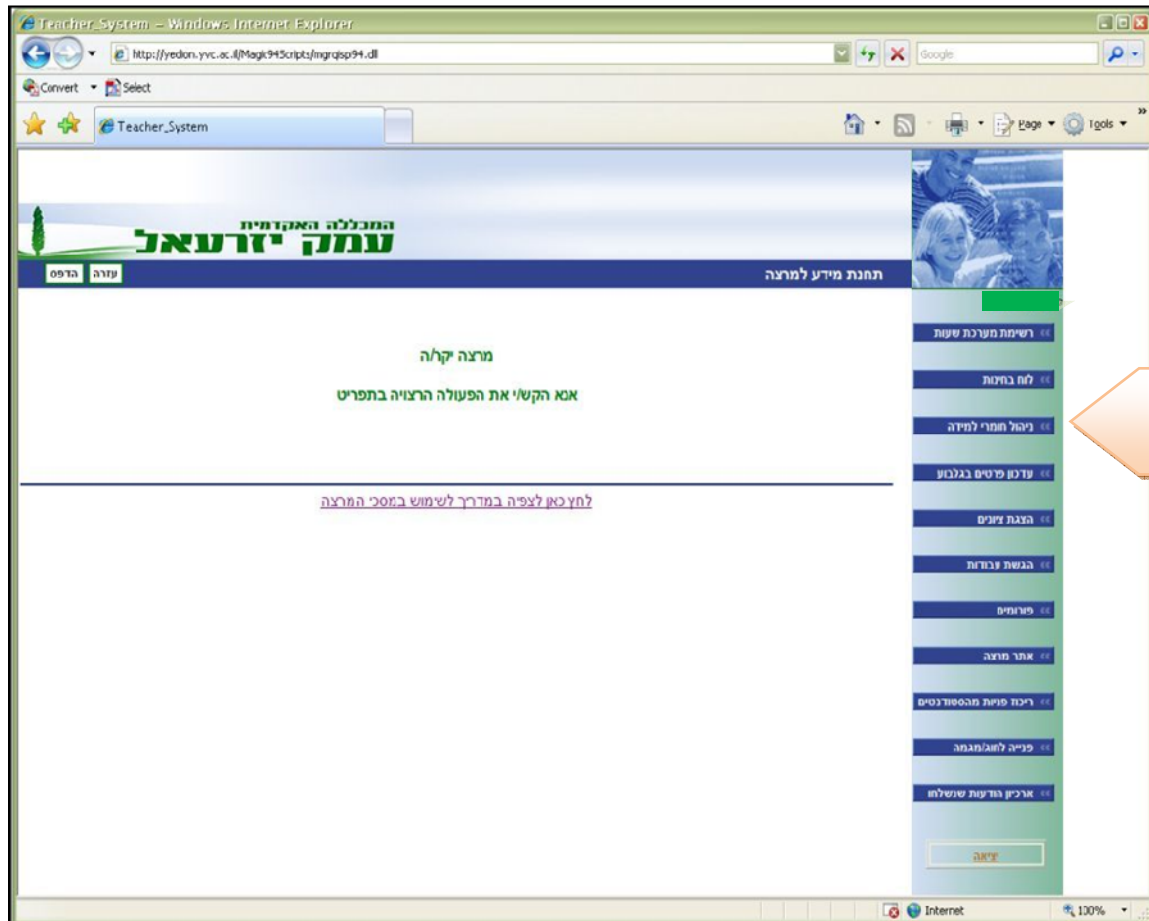 Teacher_System - Windows Internet Explorer
http://yedion.yvc.ac.il/Magic94Scripts/mgrqisp94.dll
Google
Convert Select
Teacher_System
Page Tools
המכללה האקדמית
עמק יזרעאל
תחנת מידע למרצה
עזרה הדפס
מרצה יקר/ה
אנא הקש/י את הפעולה הרצויה בתפריט
לחץ כאן לצפיה במדריך לשימוש במסכי המרצה
רשימת מערכת שעות
לוח בחינות
ניהול חומרי למידה
עדכון פרטים בגלבוע
הצגת ציונים
הגשת עבודות
פורומים
אתר מרצה
ריכוז פניות מהסטודנטים
פנייה לחוג/מגמה
ארכיון הודעות שנשלחו
יציאה
Internet 100%